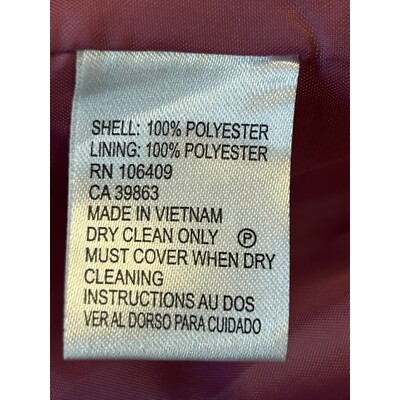 SHELL: 100% POLYESTER
LINING: 100% POLYESTER
RN 106409
CA 39863
MADE IN VIETNAM
DRY CLEAN ONLY Ⓟ
MUST COVER WHEN DRY
CLEANING
INSTRUCTIONS AU DOS
VER AL DORSO PARA CUIDADO